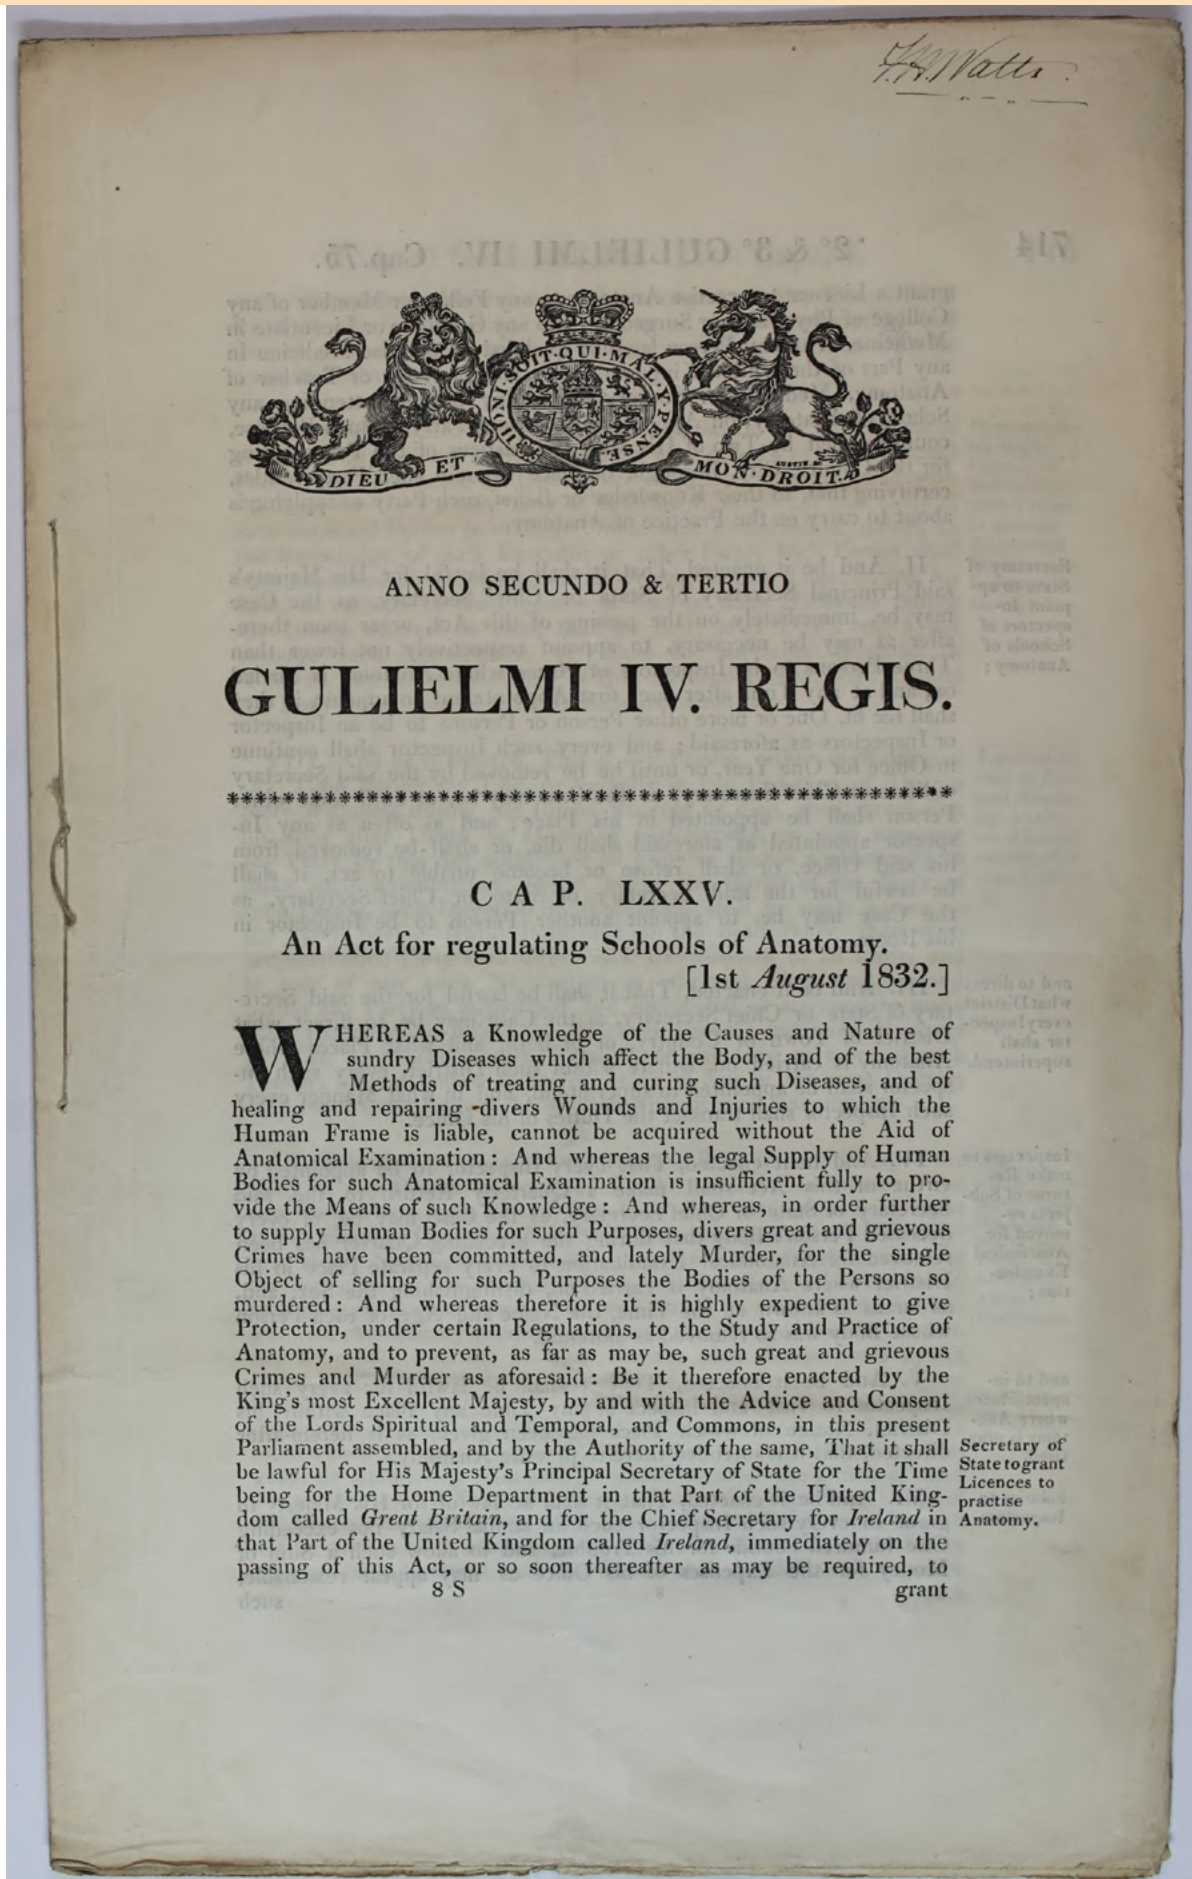 F.H. Watts.
HONI·SOIT·QUI·MAL·Y·PENSE
DIEU ET MON·DROIT.
ANNO SECUNDO & TERTIO
GULIELMI IV. REGIS.
CAP. LXXV.
An Act for regulating Schools of Anatomy.
[1st August 1832.]
WHEREAS a Knowledge of the Causes and Nature of
sundry Diseases which affect the Body, and of the best
Methods of treating and curing such Diseases, and of
healing and repairing divers Wounds and Injuries to which the
Human Frame is liable, cannot be acquired without the Aid of
Anatomical Examination: And whereas the legal Supply of Human
Bodies for such Anatomical Examination is insufficient fully to pro-
vide the Means of such Knowledge: And whereas, in order further
to supply Human Bodies for such Purposes, divers great and grievous
Crimes have been committed, and lately Murder, for the single
Object of selling for such Purposes the Bodies of the Persons so
murdered: And whereas therefore it is highly expedient to give
Protection, under certain Regulations, to the Study and Practice of
Anatomy, and to prevent, as far as may be, such great and grievous
Crimes and Murder as aforesaid: Be it therefore enacted by the
King's most Excellent Majesty, by and with the Advice and Consent
of the Lords Spiritual and Temporal, and Commons, in this present
Parliament assembled, and by the Authority of the same, That it shall
be lawful for His Majesty's Principal Secretary of State for the Time
being for the Home Department in that Part of the United King-
dom called Great Britain, and for the Chief Secretary for Ireland in
that Part of the United Kingdom called Ireland, immediately on the
passing of this Act, or so soon thereafter as may be required, to
Secretary of
State to grant
Licences to
practise
Anatomy.
8 S
grant